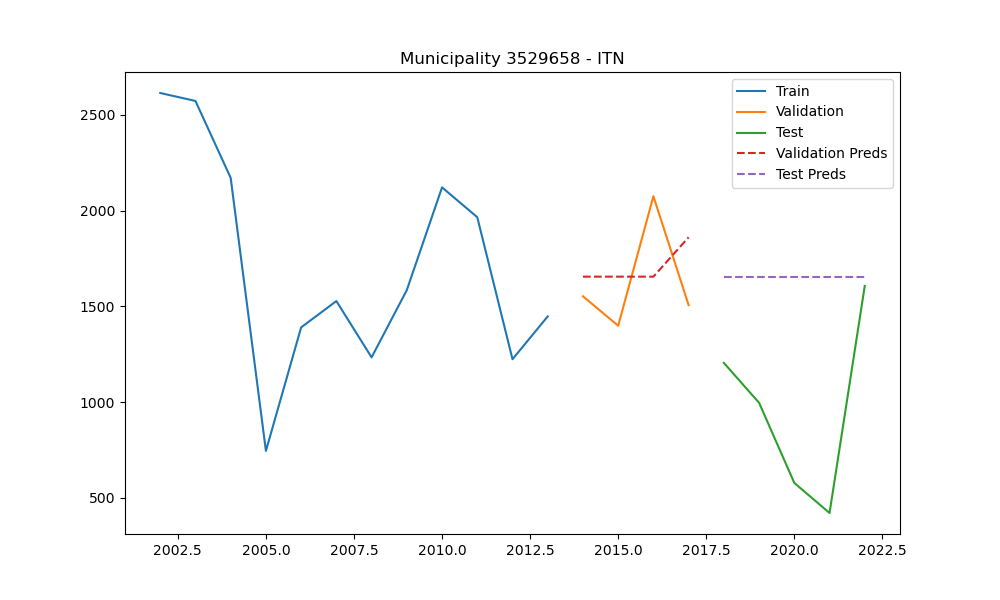 Municipality 3529658 - ITN
Train
Validation
Test
Validation Preds
Test Preds
2500
2000
1500
1000
500
2002.5 2005.0 2007.5 2010.0 2012.5 2015.0 2017.5 2020.0 2022.5